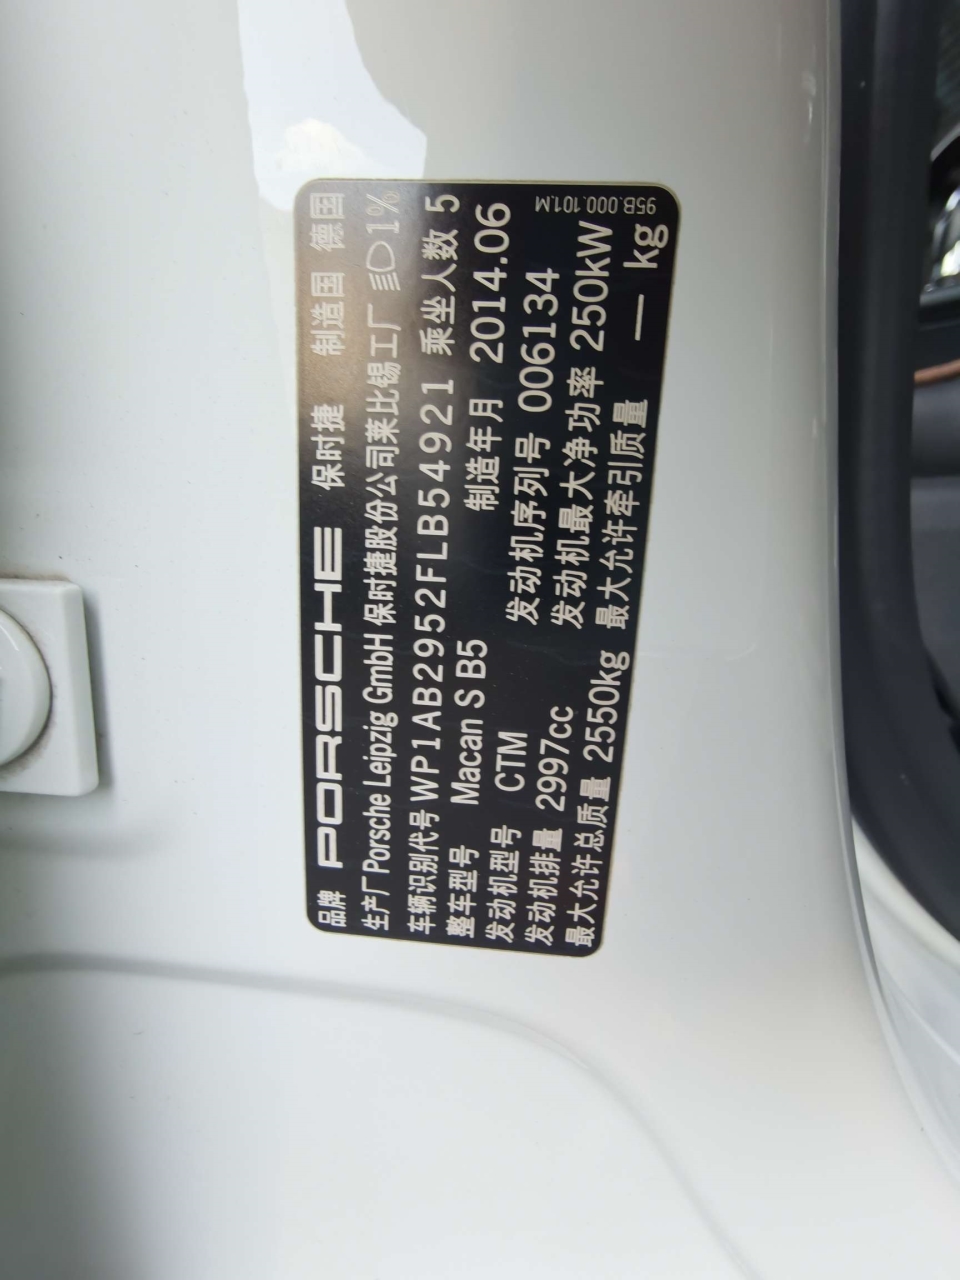 品牌 PORSCHE 保时捷 制造国 德国
生产厂 Porsche Leipzig GmbH 保时捷股份公司莱比锡工厂 1%
车辆识别代号 WP1AB2952FLB54921 乘坐人数 5
整车型号 Macan S B5 制造年月 2014.06
发动机型号 CTM 发动机序列号 006134
发动机排量 2997cc 发动机最大净功率 250kW
最大允许总质量 2550kg 最大允许牵引质量 — kg
95B.000.101.M